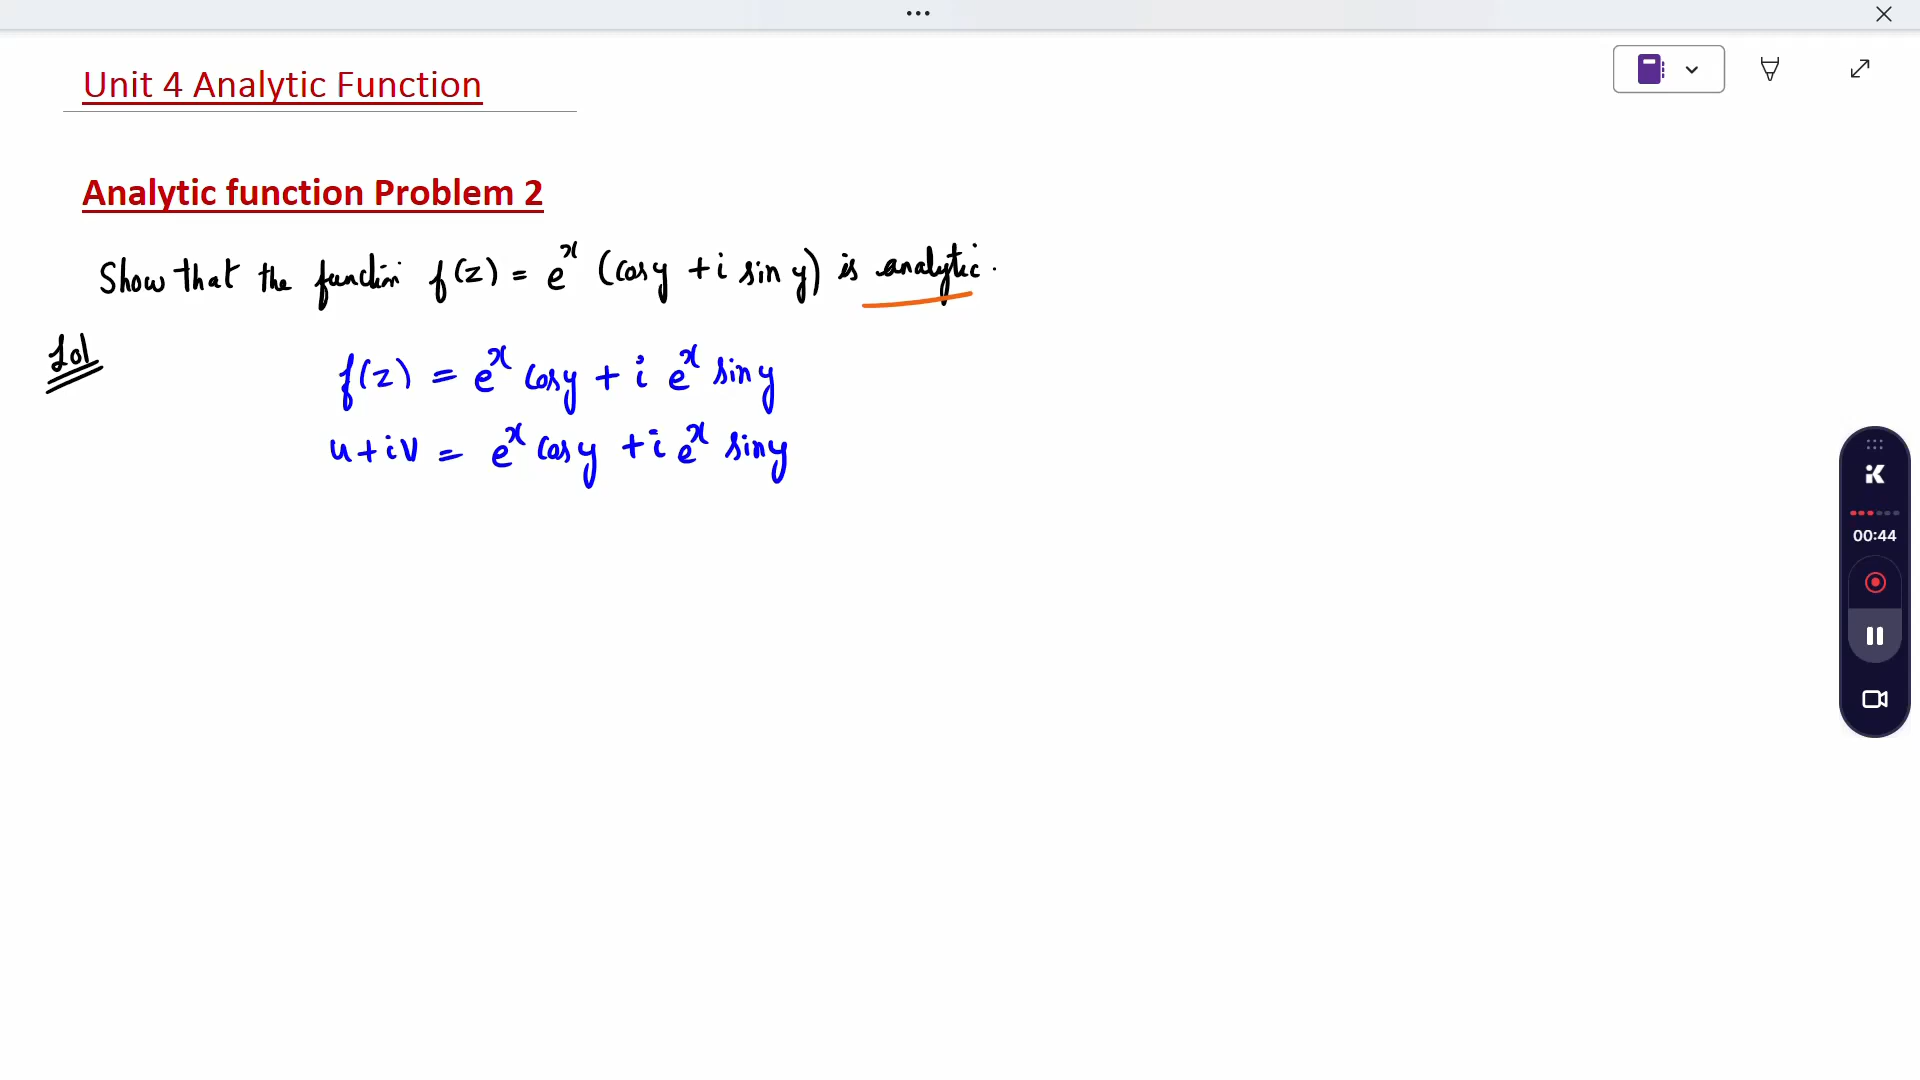 Unit 4 Analytic Function
Analytic function Problem 2
Show that the function f(z) = e^x (cos y + i sin y) is analytic.
Sol
f(z) = e^x cos y + i e^x sin y
u + iv = e^x cos y + i e^x sin y
00:44